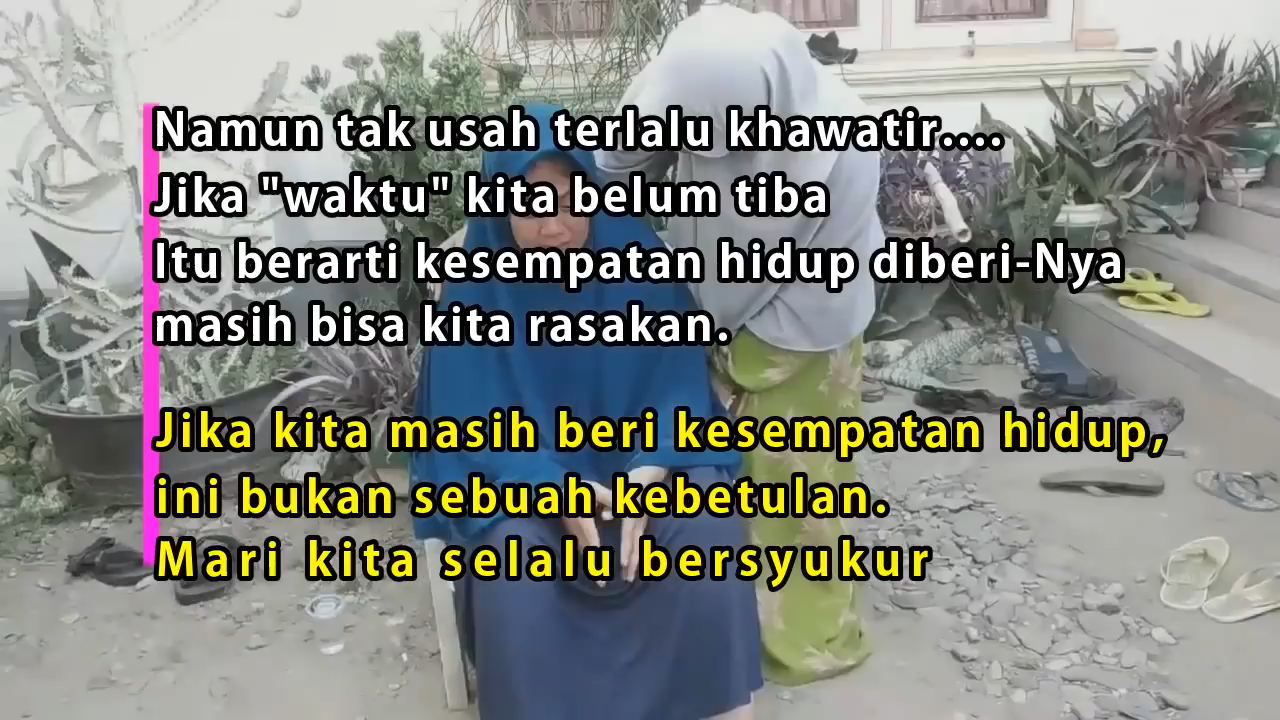 Namun tak usah terlalu khawatir....
Jika "waktu" kita belum tiba
Itu berarti kesempatan hidup diberi-Nya
masih bisa kita rasakan.
Jika kita masih beri kesempatan hidup,
ini bukan sebuah kebetulan.
Mari kita selalu bersyukur